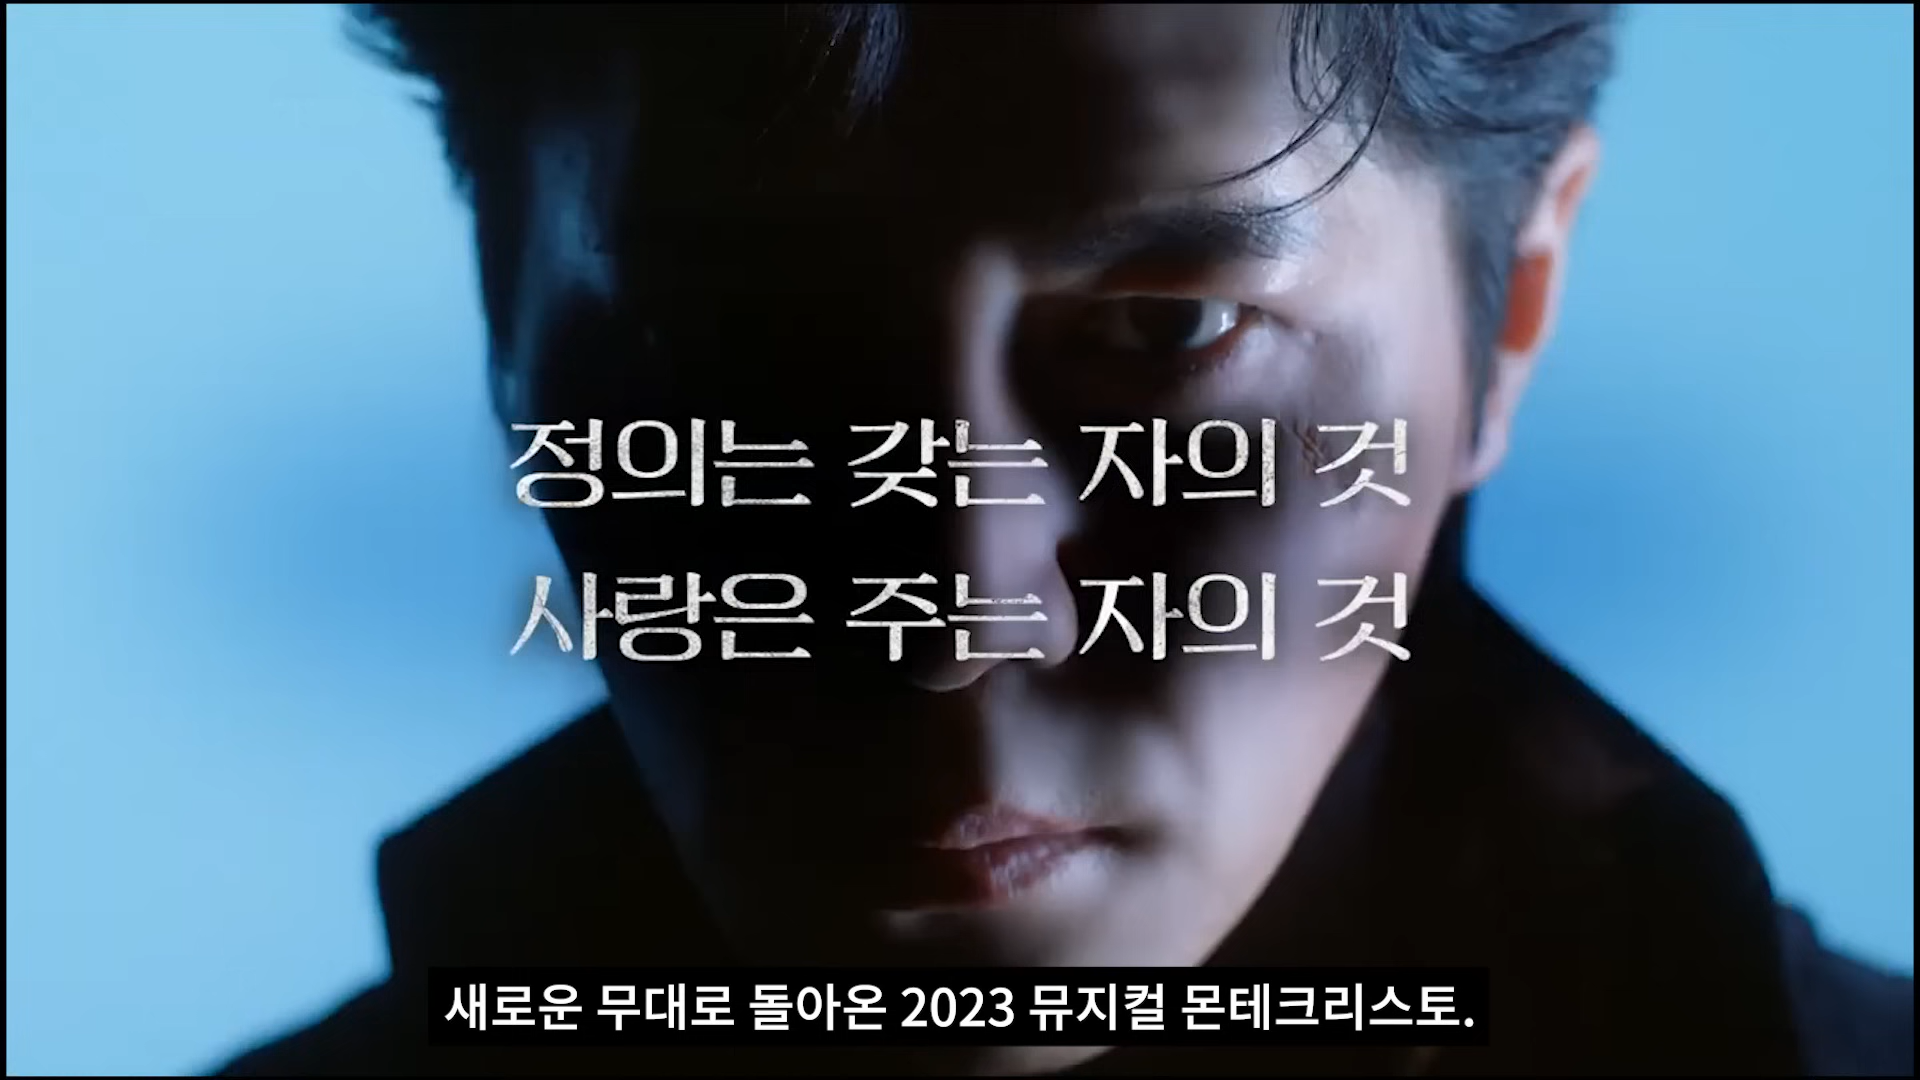 정의는 갖는 자의 것
사랑은 주는 자의 것
새로운 무대로 돌아온 2023 뮤지컬 몬테크리스토.